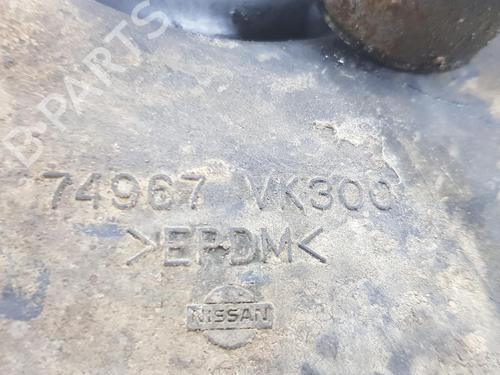 B-PARTS
74967 VK300
>EPDM<
NISSAN